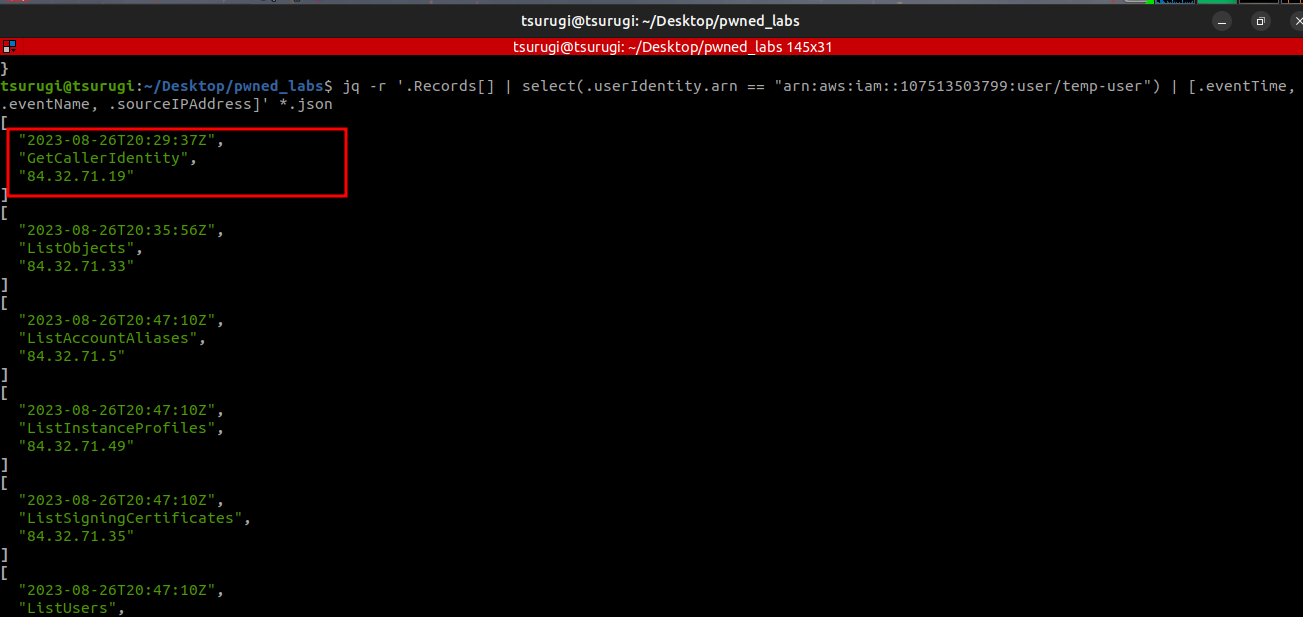 tsurugi@tsurugi: ~/Desktop/pwned_labs
tsurugi@tsurugi: ~/Desktop/pwned_labs 145x31
}
tsurugi@tsurugi:~/Desktop/pwned_labs$ jq -r '.Records[] | select(.userIdentity.arn == "arn:aws:iam::107513503799:user/temp-user") | [.eventTime,
.eventName, .sourceIPAddress]' *.json
[
"2023-08-26T20:29:37Z",
"GetCallerIdentity",
"84.32.71.19"
]
[
"2023-08-26T20:35:56Z",
"ListObjects",
"84.32.71.33"
]
[
"2023-08-26T20:47:10Z",
"ListAccountAliases",
"84.32.71.5"
]
[
"2023-08-26T20:47:10Z",
"ListInstanceProfiles",
"84.32.71.49"
]
[
"2023-08-26T20:47:10Z",
"ListSigningCertificates",
"84.32.71.35"
]
[
"2023-08-26T20:47:10Z",
"ListUsers",